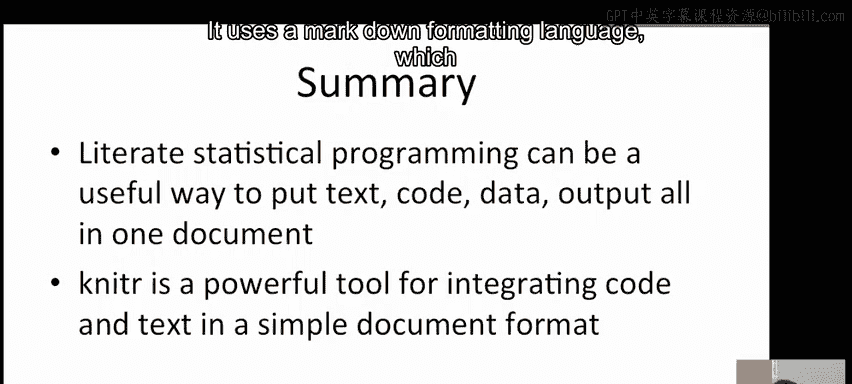 GPT中英字幕课程资源@bilibili.com
It uses a mark down formatting language,
which
Summary
• Literate statistical programming can be a
useful way to put text, code, data, output all
in one document
• knitr is a powerful tool for integrating code
and text in a simple document format